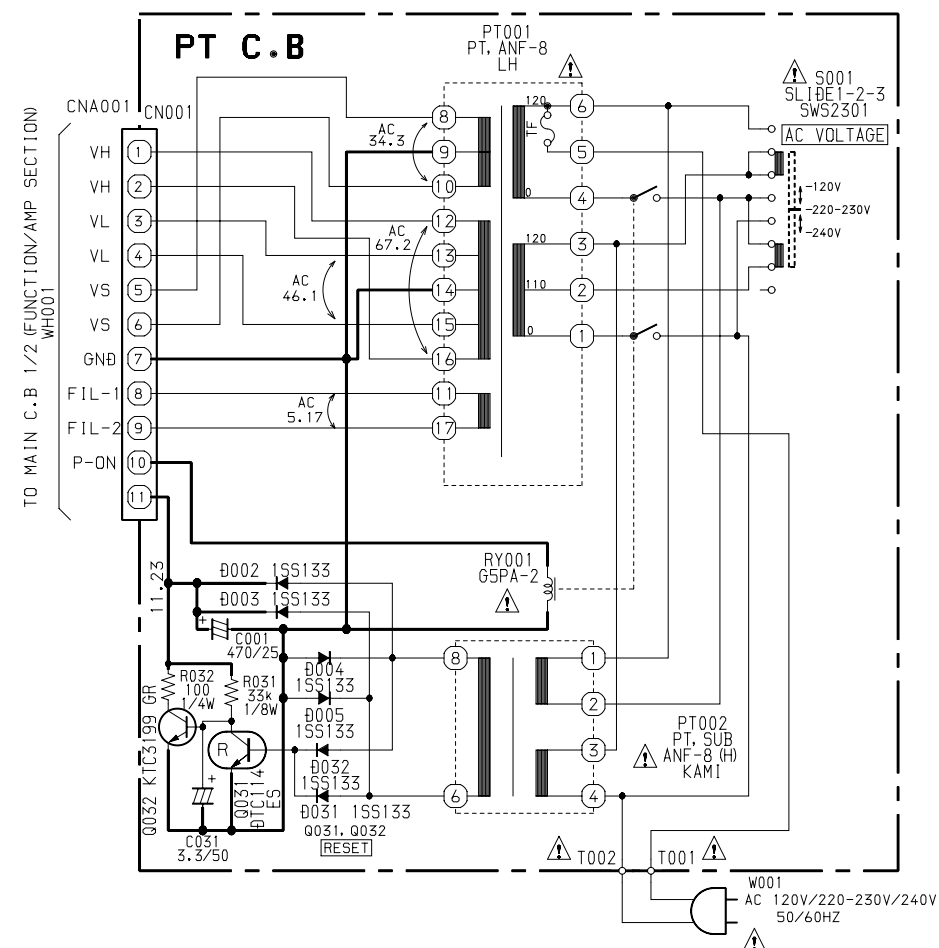 PT C.B
PT001
PT, ANF-8
LH
S001
SLIDE1-2-3
SWS2301
AC VOLTAGE
-120V
-220-230V
-240V
TO MAIN C.B 1/2 (FUNCTION/AMP SECTION)
WH001
CNA001
CN001
VH 1
VH 2
VL 3
VL 4
VS 5
VS 6
GND 7
FIL-1 8
FIL-2 9
P-ON 10
11
AC
34.3
AC
67.2
AC
46.1
AC
5.17
8
9
10
12
13
14
15
16
11
17
120
TF
0
120
110
0
6
5
4
3
2
1
RY001
G5PA-2
11.23
D002 1SS133
D003 1SS133
+
C001
470/25
R032
100
1/4W
R031
33k
1/8W
D004
1SS133
D005
1SS133
D032
1SS133
D031 1SS133
Q031, Q032
RESET
Q032 KTC3199 GR
R
Q031
DTC114
ES
+
C031
3.3/50
8
6
1
2
3
4
PT002
PT, SUB
ANF-8 (H)
KAMI
T002
T001
W001
AC 120V/220-230V/240V
50/60HZ